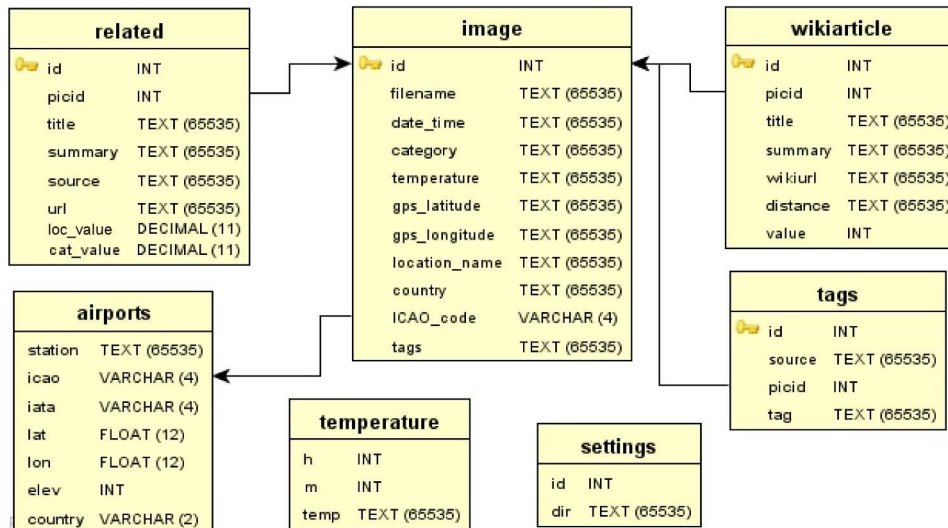 related
id INT
picid INT
title TEXT (65535)
summary TEXT (65535)
source TEXT (65535)
url TEXT (65535)
loc_value DECIMAL (11)
cat_value DECIMAL (11)
image
id INT
filename TEXT (65535)
date_time TEXT (65535)
category TEXT (65535)
temperature TEXT (65535)
gps_latitude TEXT (65535)
gps_longitude TEXT (65535)
location_name TEXT (65535)
country TEXT (65535)
ICAO_code VARCHAR (4)
tags TEXT (65535)
wikiarticle
id INT
picid INT
title TEXT (65535)
summary TEXT (65535)
wikiurl TEXT (65535)
distance TEXT (65535)
value INT
airports
station TEXT (65535)
icao VARCHAR (4)
iata VARCHAR (4)
lat FLOAT (12)
lon FLOAT (12)
elev INT
country VARCHAR (2)
temperature
h INT
m INT
temp TEXT (65535)
settings
id INT
dir TEXT (65535)
tags
id INT
source TEXT (65535)
picid INT
tag TEXT (65535)